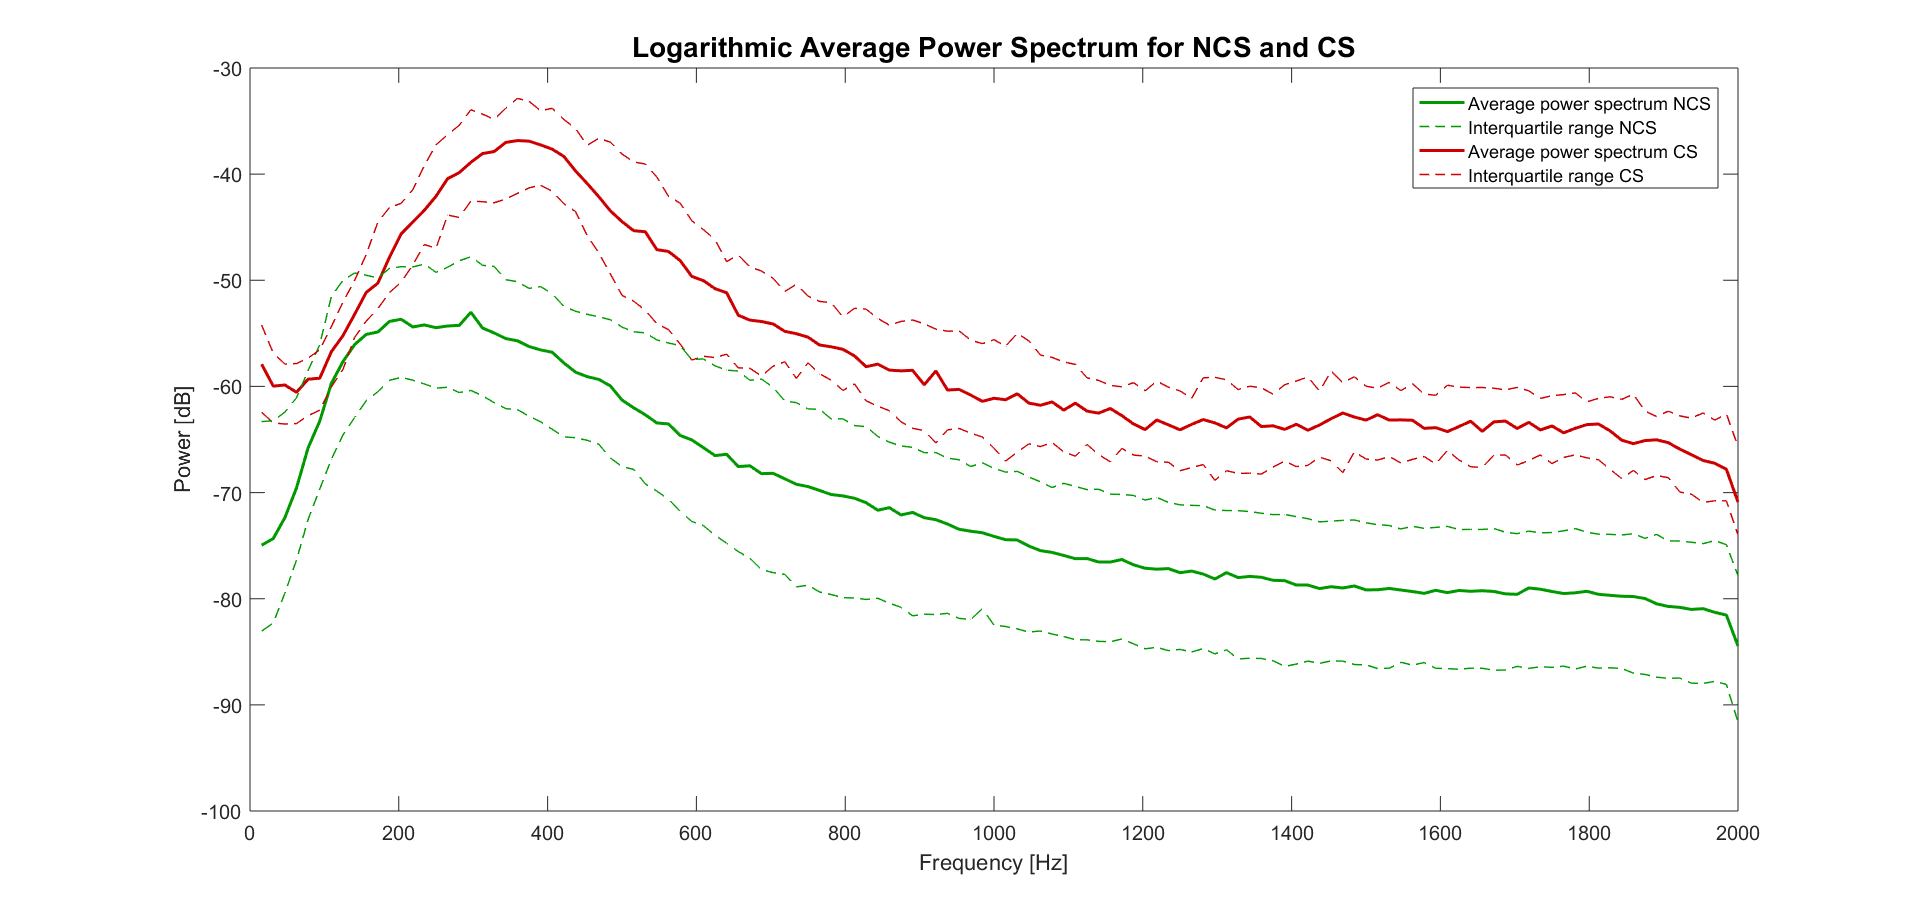 Logarithmic Average Power Spectrum for NCS and CS
-30
-40
-50
-60
-70
-80
-90
-100
Power [dB]
Average power spectrum NCS
Interquartile range NCS
Average power spectrum CS
Interquartile range CS
0 200 400 600 800 1000 1200 1400 1600 1800 2000
Frequency [Hz]